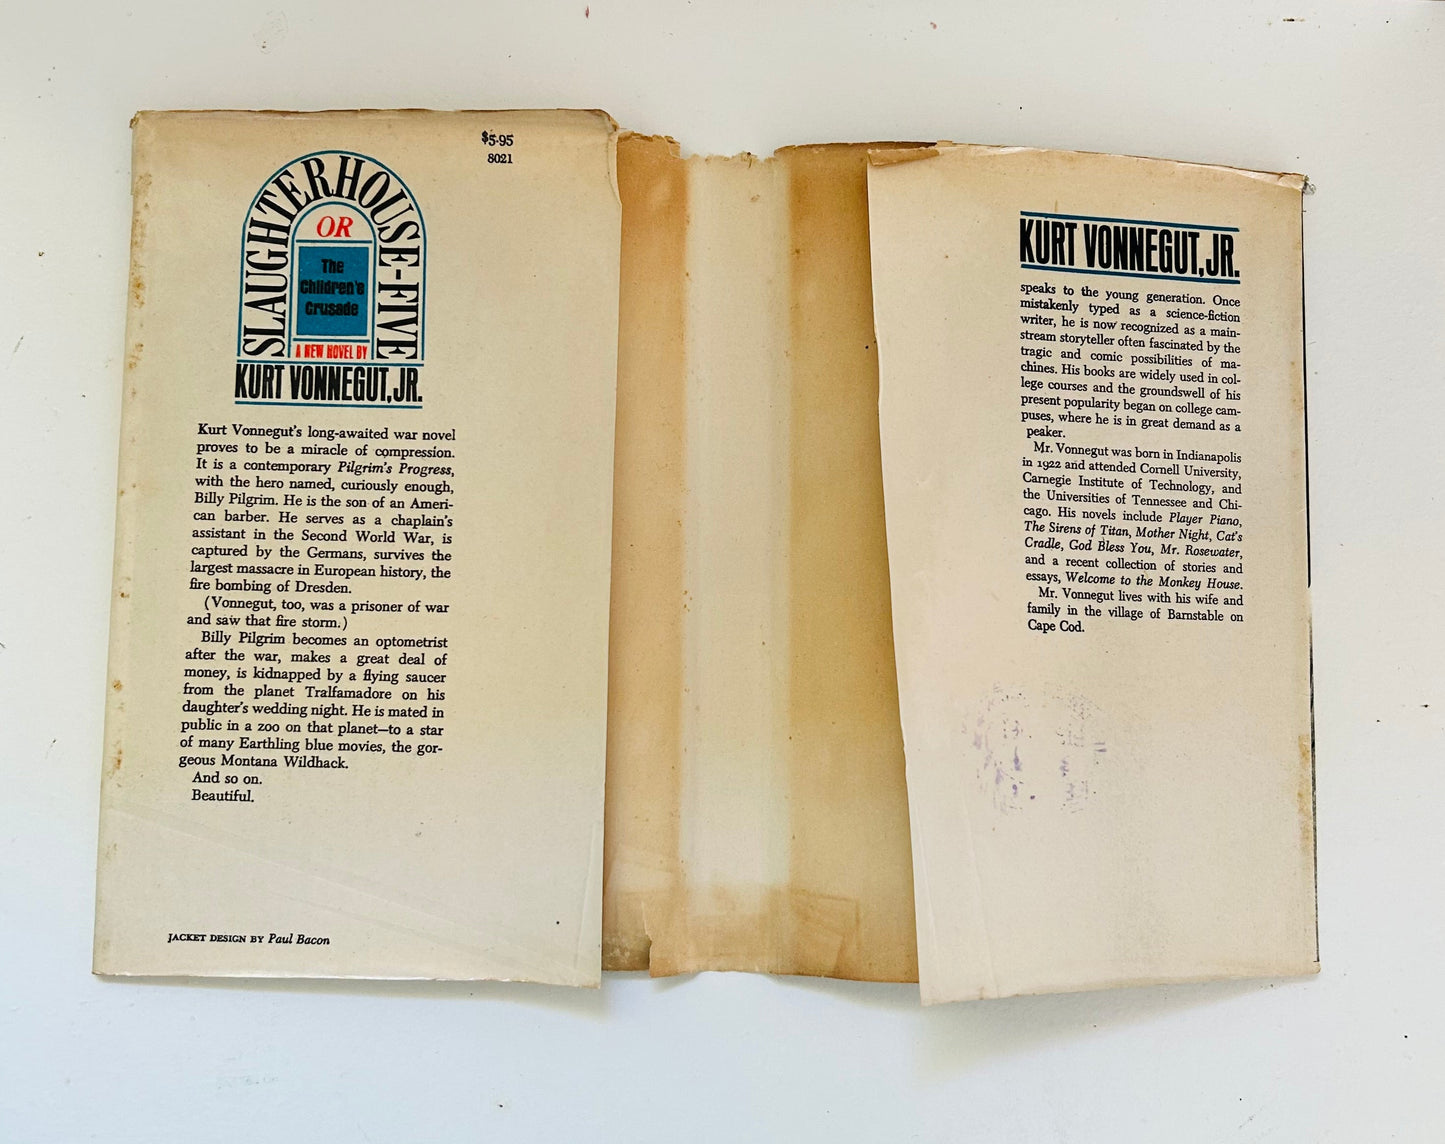 $5.95
8021
SLAUGHTERHOUSE-FIVE
OR
The
Children's
Crusade
A NEW NOVEL BY
KURT VONNEGUT, JR.
Kurt Vonnegut's long-awaited war novel
proves to be a miracle of compression.
It is a contemporary Pilgrim's Progress,
with the hero named, curiously enough,
Billy Pilgrim. He is the son of an Ameri-
can barber. He serves as a chaplain's
assistant in the Second World War, is
captured by the Germans, survives the
largest massacre in European history, the
fire bombing of Dresden.
(Vonnegut, too, was a prisoner of war
and saw that fire storm.)
Billy Pilgrim becomes an optometrist
after the war, makes a great deal of
money, is kidnapped by a flying saucer
from the planet Tralfamadore on his
daughter's wedding night. He is mated in
public in a zoo on that planet—to a star
of many Earthling blue movies, the gor-
geous Montana Wildhack.
And so on.
Beautiful.
JACKET DESIGN BY Paul Bacon
KURT VONNEGUT, JR.
speaks to the young generation. Once
mistakenly typed as a science-fiction
writer, he is now recognized as a main-
stream storyteller often fascinated by the
tragic and comic possibilities of ma-
chines. His books are widely used in col-
lege courses and the groundswell of his
present popularity began on college cam-
puses, where he is in great demand as a
peaker.
Mr. Vonnegut was born in Indianapolis
in 1922 and attended Cornell University,
Carnegie Institute of Technology, and
the Universities of Tennessee and Chi-
cago. His novels include Player Piano,
The Sirens of Titan, Mother Night, Cat's
Cradle, God Bless You, Mr. Rosewater,
and a recent collection of stories and
essays, Welcome to the Monkey House.
Mr. Vonnegut lives with his wife and
family in the village of Barnstable on
Cape Cod.